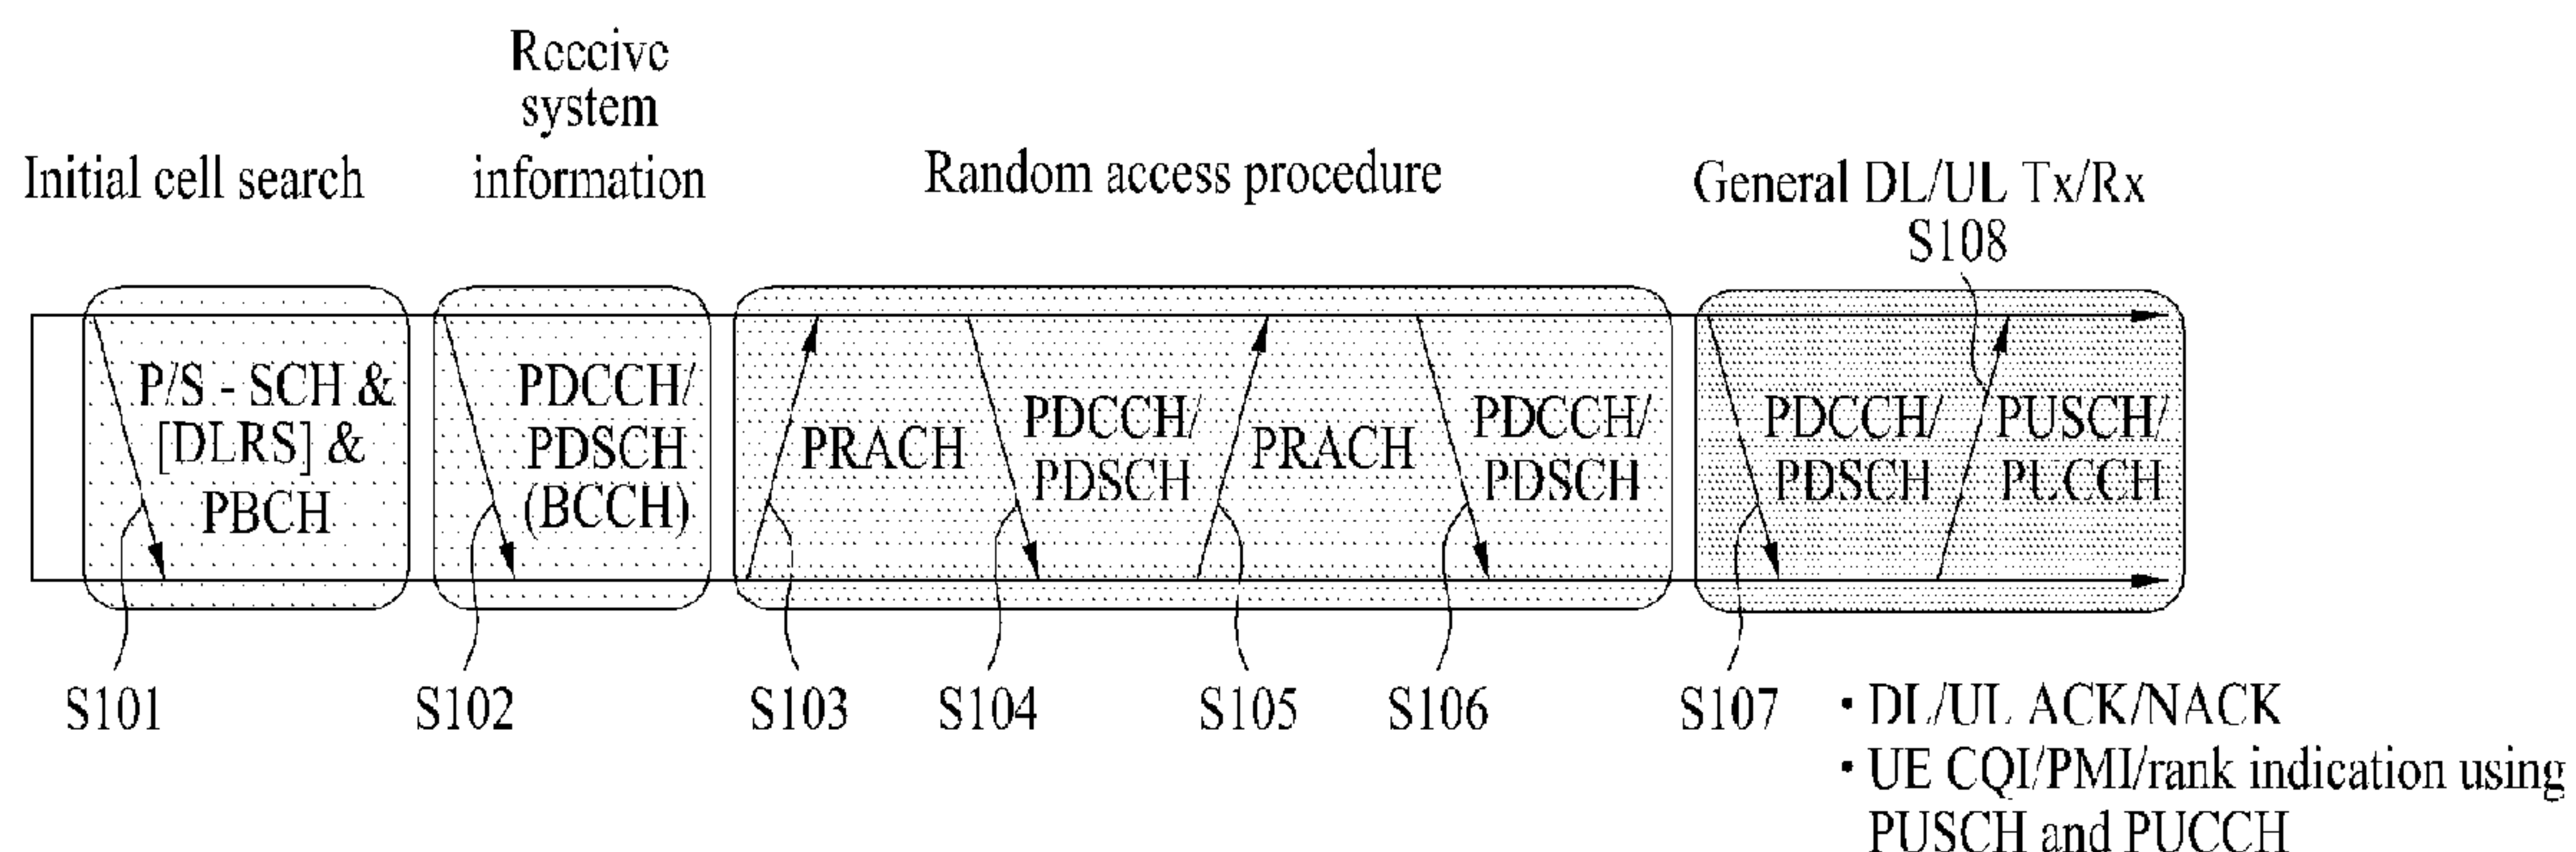 Initial cell search
Receive
system
information
Random access procedure
General DL/UL Tx/Rx
S108
P/S - SCH &
[DLRS] &
PBCH
PDCCH/
PDSCH
(BCCH)
PRACH
PDCCH/
PDSCH
PRACH
PDCCH/
PDSCH
PDCCH/
PDSCH
PUSCH/
PUCCH
S101
S102
S103
S104
S105
S106
S107
• DL/UL ACK/NACK
• UE CQI/PMI/rank indication using
PUSCH and PUCCH